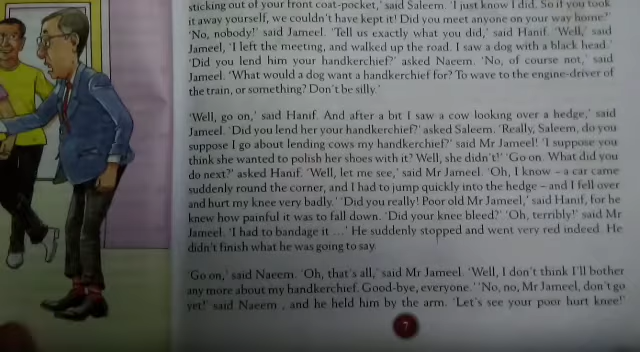 sticking out of your front coat-pocket,' said Saleem. 'I just know I did. So if you took
it away yourself, we couldn't have kept it! Did you meet anyone on your way home?'
'No, nobody!' said Jameel. 'Tell us exactly what you did,' said Hanif. 'Well,' said
Jameel, 'I left the meeting, and walked up the road. I saw a dog with a black head.'
'Did you lend him your handkerchief?' asked Naeem. 'No, of course not,' said
Jameel. 'What would a dog want a handkerchief for? To wave to the engine-driver of
the train, or something? Don't be silly.'
'Well, go on,' said Hanif. And after a bit I saw a cow looking over a hedge,' said
Jameel. 'Did you lend her your handkerchief?' asked Saleem. 'Really, Saleem, do you
suppose I go about lending cows my handkerchief?' said Mr Jameel! 'I suppose you
think she wanted to polish her shoes with it? Well, she didn't!' 'Go on. What did you
do next?' asked Hanif. 'Well, let me see,' said Mr Jameel. 'Oh, I know – a car came
suddenly round the corner, and I had to jump quickly into the hedge – and I fell over
and hurt my knee very badly.' 'Did you really! Poor old Mr Jameel,' said Hanif, for he
knew how painful it was to fall down. 'Did your knee bleed?' 'Oh, terribly!' said Mr
Jameel. 'I had to bandage it ...' He suddenly stopped and went very red indeed. He
didn't finish what he was going to say.
'Go on,' said Naeem. 'Oh, that's all,' said Mr Jameel. 'Well, I don't think I'll bother
any more about my handkerchief. Good-bye, everyone.' 'No, no, Mr Jameel, don't go
yet!' said Naeem , and he held him by the arm. 'Let's see your poor hurt knee!'
7